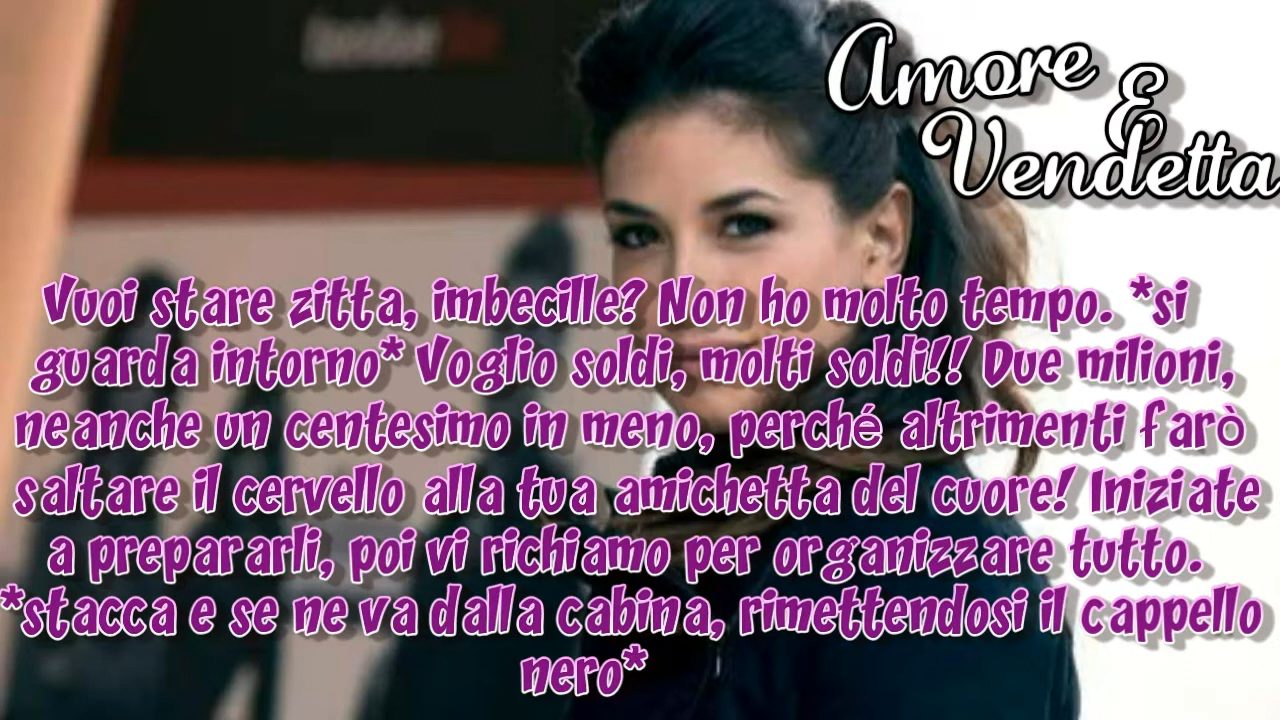 Amore
E
Vendetta
Vuoi stare zitta, imbecille? Non ho molto tempo. *si
guarda intorno* Voglio soldi, molti soldi!! Due milioni,
neanche un centesimo in meno, perché altrimenti farò
saltare il cervello alla tua amichetta del cuore! Iniziate
a prepararli, poi vi richiamo per organizzare tutto.
*stacca e se ne va dalla cabina, rimettendosi il cappello
nero*